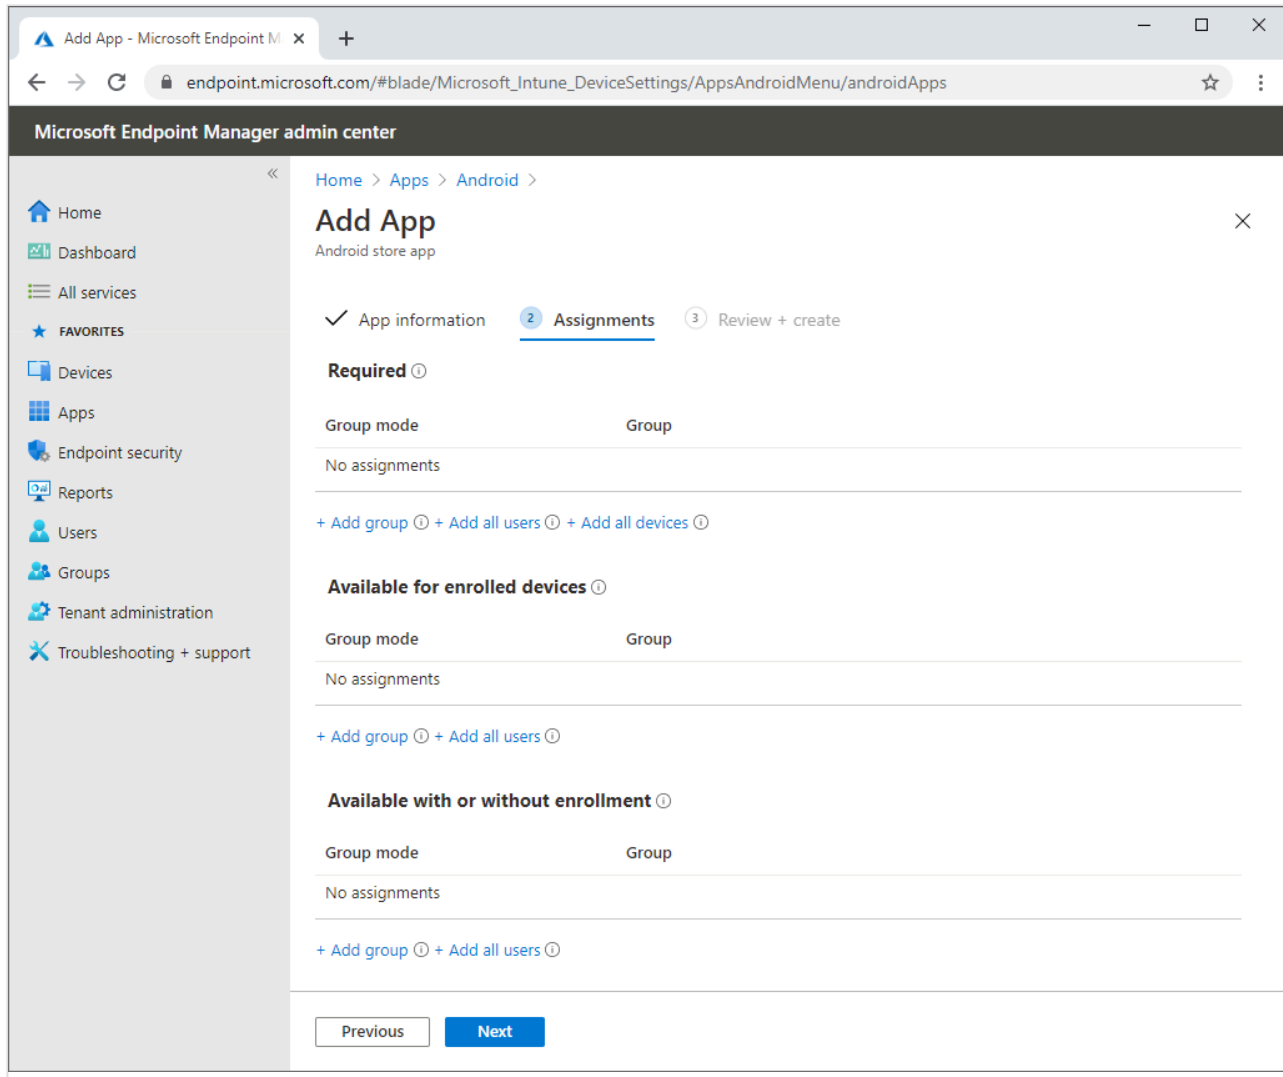 Add App - Microsoft Endpoint M
endpoint.microsoft.com/#blade/Microsoft_Intune_DeviceSettings/AppsAndroidMenu/androidApps
Microsoft Endpoint Manager admin center
Home
Dashboard
All services
FAVORITES
Devices
Apps
Endpoint security
Reports
Users
Groups
Tenant administration
Troubleshooting + support
Home > Apps > Android >
Add App
Android store app
App information 2 Assignments 3 Review + create
Required
Group mode Group
No assignments
+ Add group + Add all users + Add all devices
Available for enrolled devices
Group mode Group
No assignments
+ Add group + Add all users
Available with or without enrollment
Group mode Group
No assignments
+ Add group + Add all users
Previous Next